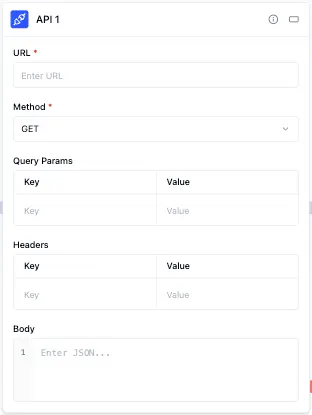 API 1
URL *
Enter URL
Method *
GET
Query Params
Key Value
Key Value
Headers
Key Value
Key Value
Body
1 Enter JSON...